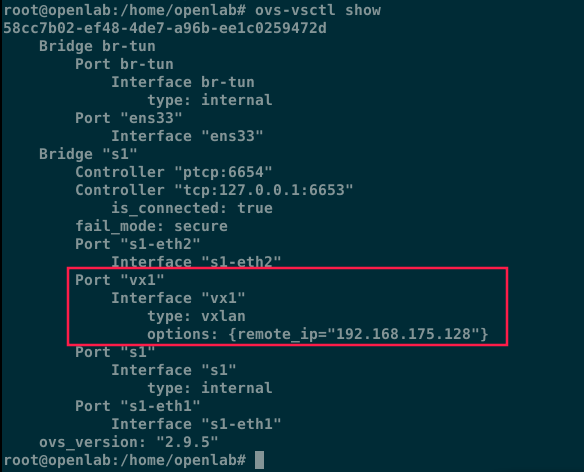 root@openlab:/home/openlab# ovs-vsctl show
58cc7b02-ef48-4de7-a96b-ee1c0259472d
    Bridge br-tun
        Port br-tun
            Interface br-tun
                type: internal
        Port "ens33"
            Interface "ens33"
    Bridge "s1"
        Controller "ptcp:6654"
        Controller "tcp:127.0.0.1:6653"
            is_connected: true
        fail_mode: secure
        Port "s1-eth2"
            Interface "s1-eth2"
        Port "vx1"
            Interface "vx1"
                type: vxlan
                options: {remote_ip="192.168.175.128"}
        Port "s1"
            Interface "s1"
                type: internal
        Port "s1-eth1"
            Interface "s1-eth1"
    ovs_version: "2.9.5"
root@openlab:/home/openlab#